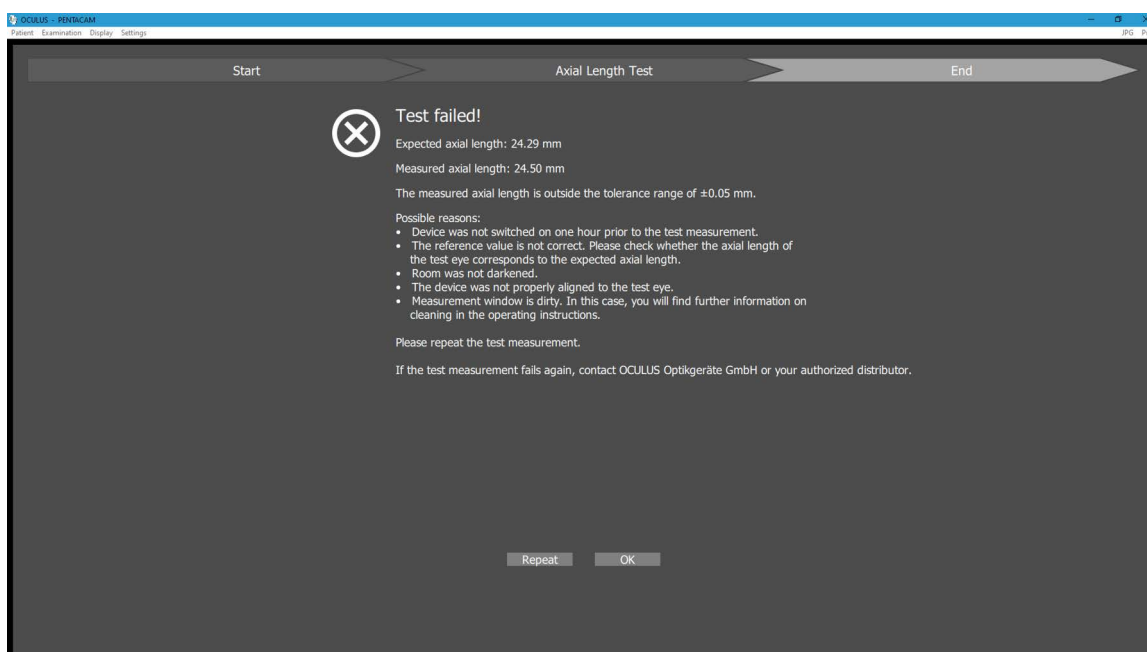 OCULUS - PENTACAM
Patient Examination Display Settings
JPG
Start
Axial Length Test
End
Test failed!
Expected axial length: 24.29 mm
Measured axial length: 24.50 mm
The measured axial length is outside the tolerance range of ±0.05 mm.
Possible reasons:
• Device was not switched on one hour prior to the test measurement.
• The reference value is not correct. Please check whether the axial length of
the test eye corresponds to the expected axial length.
• Room was not darkened.
• The device was not properly aligned to the test eye.
• Measurement window is dirty. In this case, you will find further information on
cleaning in the operating instructions.
Please repeat the test measurement.
If the test measurement fails again, contact OCULUS Optikgeräte GmbH or your authorized distributor.
Repeat
OK